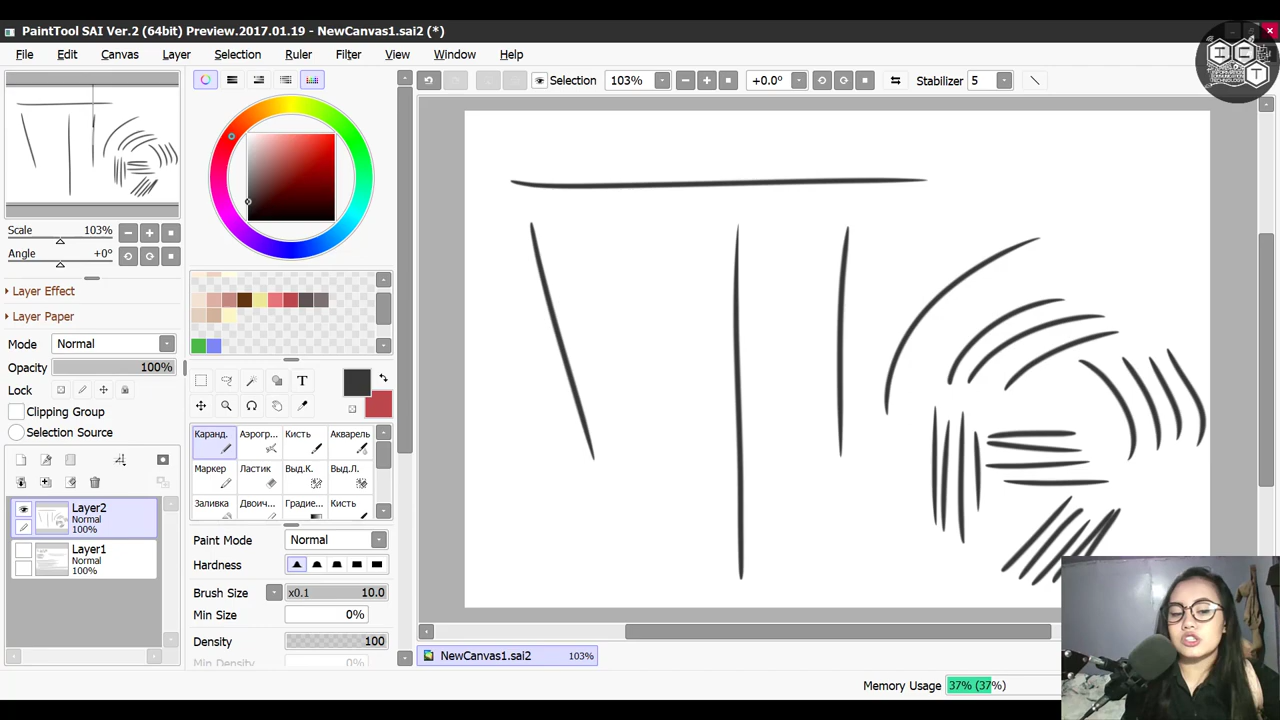 PaintTool SAI Ver.2 (64bit) Preview.2017.01.19 - NewCanvas1.sai2 (*)
File Edit Canvas Layer Selection Ruler Filter View Window Help
ICT
Selection 103% +0.0° Stabilizer 5
Scale 103%
Angle +0°
Layer Effect
Layer Paper
Mode Normal
Opacity 100%
Lock
Clipping Group
Selection Source
Layer2
Normal
100%
Layer1
Normal
100%
T
Каранд. Аэрогр... Кисть Акварель
Маркер Ластик Выд.К. Выд.Л.
Заливка Двоич... Градие... Кисть
Paint Mode Normal
Hardness
Brush Size x0.1 10.0
Min Size 0%
Density 100
Min Density 0%
NewCanvas1.sai2 103%
Memory Usage 37% (37%)